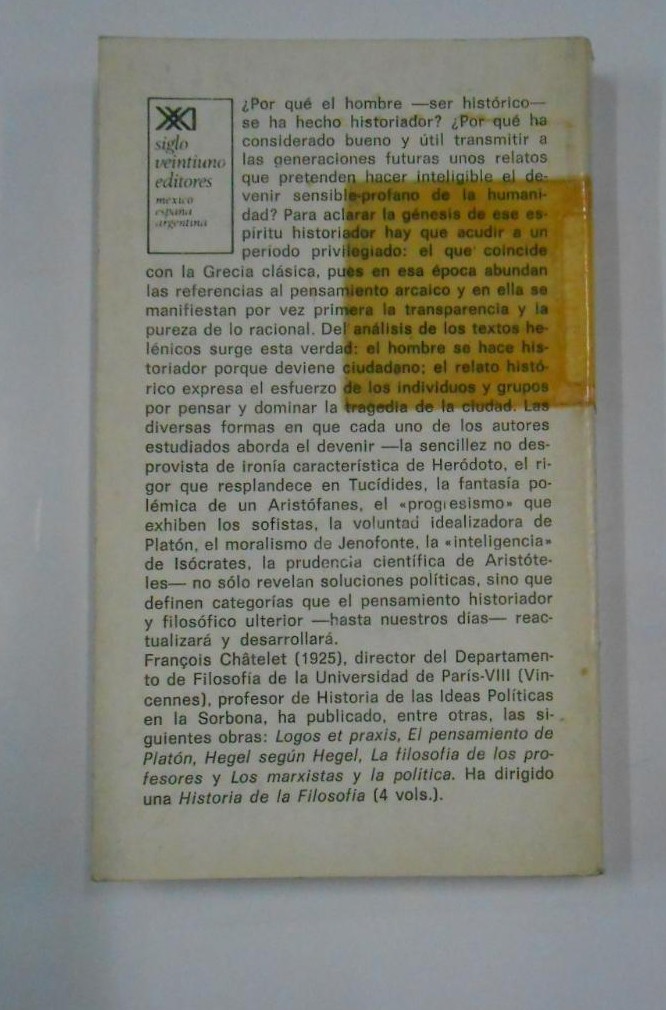 siglo
veintiuno
editores
méxico
españa
argentina
¿Por qué el hombre —ser histórico—
se ha hecho historiador? ¿Por qué ha
considerado bueno y útil transmitir a
las generaciones futuras unos relatos
que pretenden hacer inteligible el de-
venir sensible-profano de la humani-
dad? Para aclarar la génesis de ese es-
píritu historiador hay que acudir a un
período privilegiado: el que coincide
con la Grecia clásica, pues en esa época abundan
las referencias al pensamiento arcaico y en ella se
manifiestan por vez primera la transparencia y la
pureza de lo racional. Del análisis de los textos he-
lénicos surge esta verdad: el hombre se hace his-
toriador porque deviene ciudadano; el relato histó-
rico expresa el esfuerzo de los individuos y grupos
por pensar y dominar la tragedia de la ciudad. Las
diversas formas en que cada uno de los autores
estudiados aborda el devenir —la sencillez no des-
provista de ironía característica de Heródoto, el ri-
gor que resplandece en Tucídides, la fantasía po-
lémica de un Aristófanes, el «progresismo» que
exhiben los sofistas, la voluntad idealizadora de
Platón, el moralismo de Jenofonte, la «inteligencia»
de Isócrates, la prudencia científica de Aristóte-
les— no sólo revelan soluciones políticas, sino que
definen categorías que el pensamiento historiador
y filosófico ulterior —hasta nuestros días— reac-
tualizará y desarrollará.
François Châtelet (1925), director del Departamen-
to de Filosofía de la Universidad de París-VIII (Vin-
cennes), profesor de Historia de las Ideas Políticas
en la Sorbona, ha publicado, entre otras, las si-
guientes obras: Logos et praxis, El pensamiento de
Platón, Hegel según Hegel, La filosofía de los pro-
fesores y Los marxistas y la política. Ha dirigido
una Historia de la Filosofía (4 vols.).